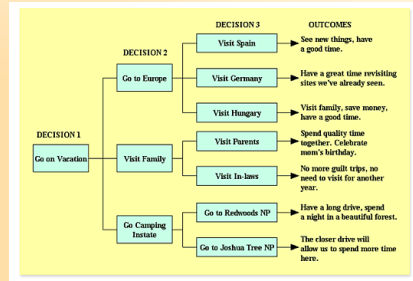 DECISION 3
OUTCOMES
DECISION 2
DECISION 1
Go on Vacation
Go to Europe
Visit Spain
See new things, have
a good time.
Visit Germany
Have a great time revisiting
sites we've already seen.
Visit Hungary
Visit family, save money,
have a good time.
Visit Family
Visit Parents
Spend quality time
together. Celebrate
mom's birthday.
Visit In-laws
No more guilt trips, no
need to visit for another
year.
Go Camping
Instate
Go to Redwoods NP
Have a long drive, spend
a night in a beautiful forest.
Go to Joshua Tree NP
The closer drive will
allow us to spend more time
here.